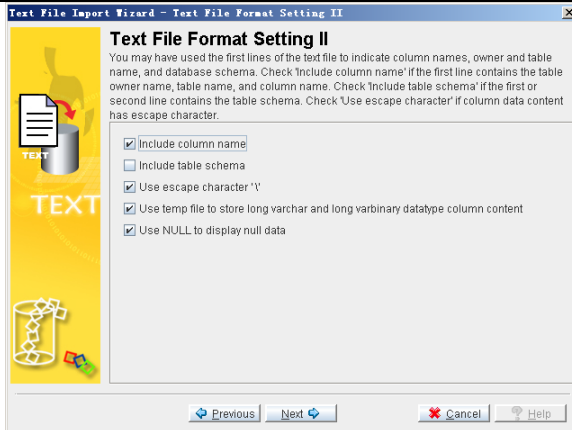 Text File Import Wizard - Text File Format Setting II
Text File Format Setting II
You may have used the first lines of the text file to indicate column names, owner and table
name, and database schema. Check 'Include column name' if the first line contains the table
owner name, table name, and column name. Check 'Include table schema' if the first or
second line contains the table schema. Check 'Use escape character' if column data content
has escape character.
Include column name
Include table schema
Use escape character '\'
Use temp file to store long varchar and long varbinary datatype column content
Use NULL to display null data
TEXT
TEXT
Previous Next Cancel Help